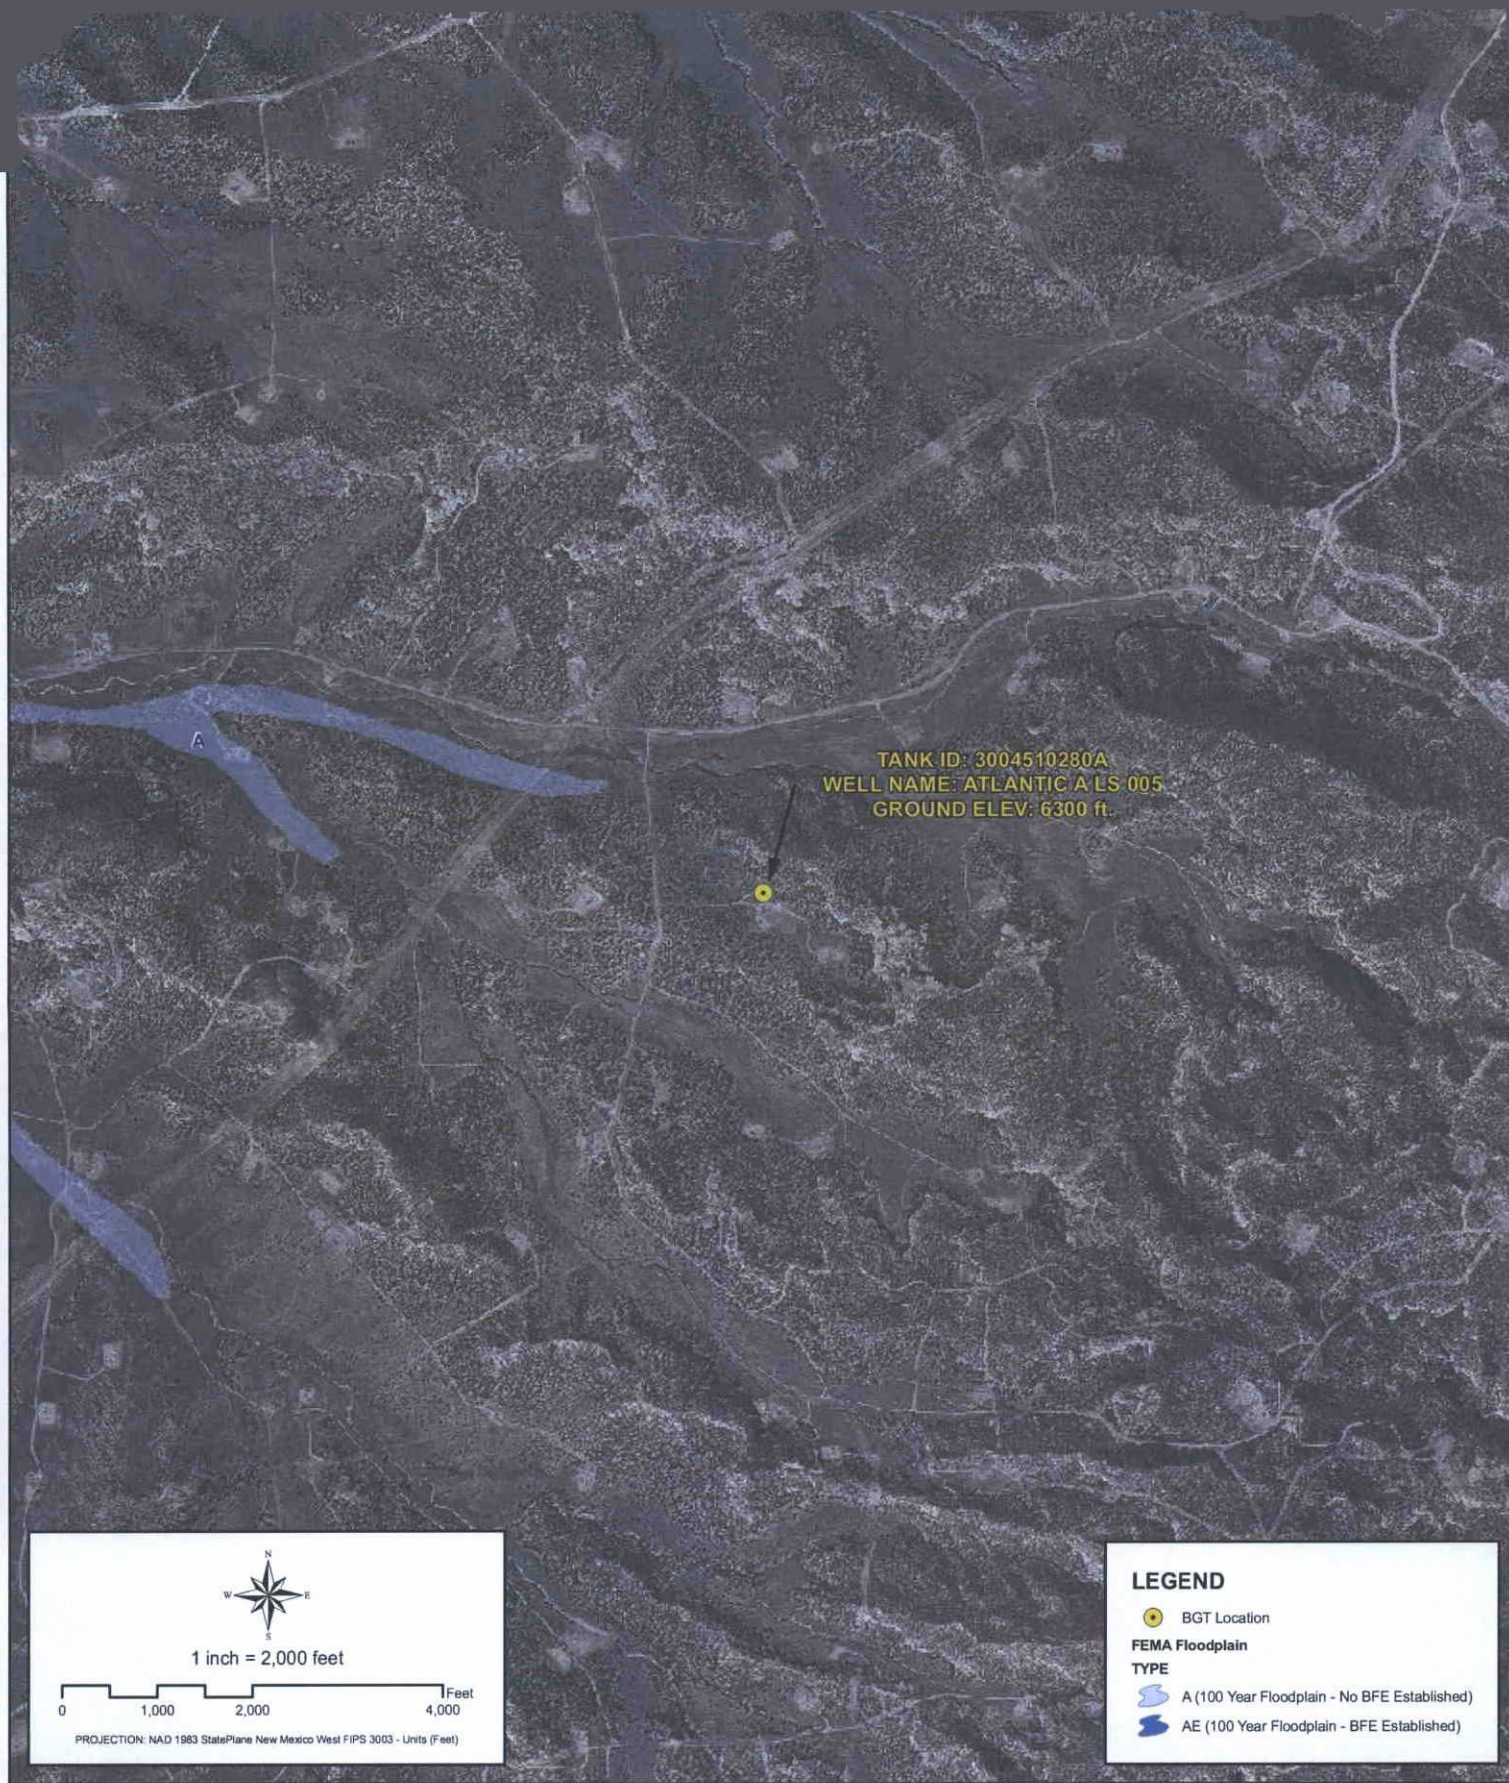 A
TANK ID: 3004510280A
WELL NAME: ATLANTIC A LS 005
GROUND ELEV: 6300 ft.
N
W E
S
1 inch = 2,000 feet
Feet
0 1,000 2,000 4,000
PROJECTION: NAD 1983 StatePlane New Mexico West FIPS 3003 - Units (Feet)
LEGEND
BGT Location
FEMA Floodplain
TYPE
A (100 Year Floodplain - No BFE Established)
AE (100 Year Floodplain - BFE Established)